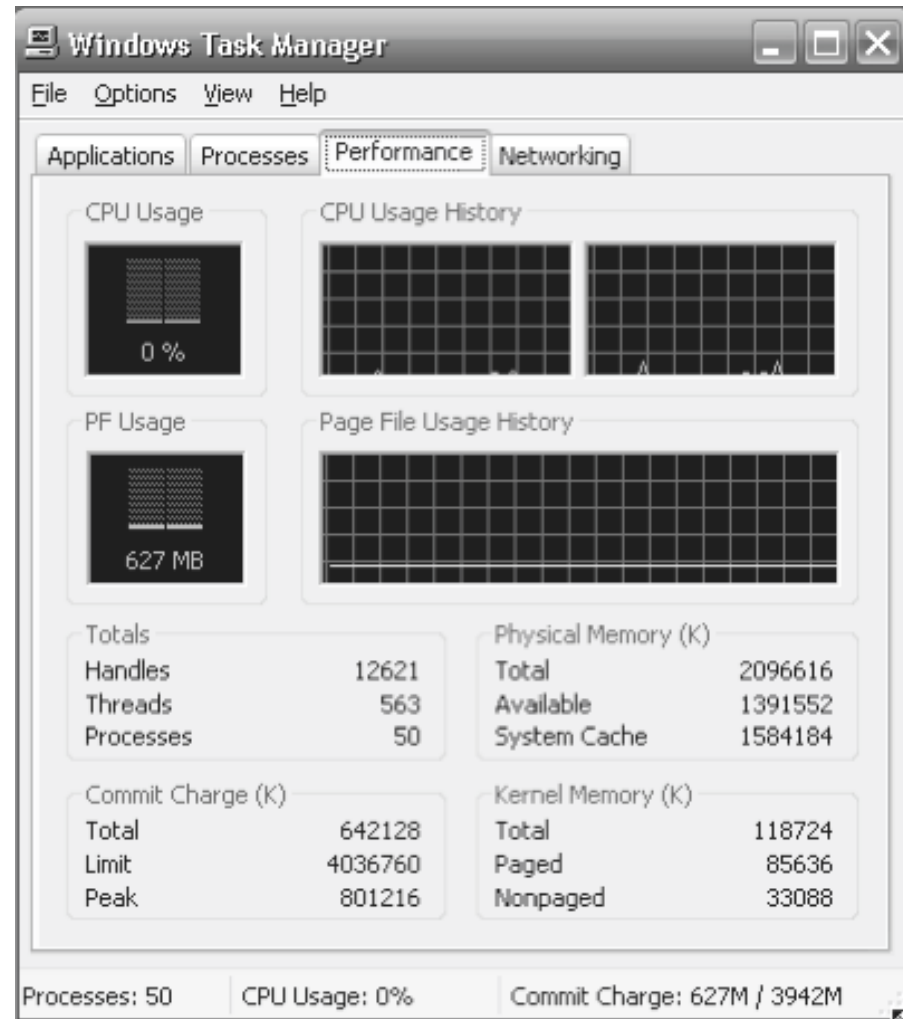 Windows Task Manager
File Options View Help
Applications Processes Performance Networking
CPU Usage CPU Usage History
0 %
PF Usage Page File Usage History
627 MB
Totals
Handles 12621
Threads 563
Processes 50
Physical Memory (K)
Total 2096616
Available 1391552
System Cache 1584184
Commit Charge (K)
Total 642128
Limit 4036760
Peak 801216
Kernel Memory (K)
Total 118724
Paged 85636
Nonpaged 33088
Processes: 50 CPU Usage: 0% Commit Charge: 627M / 3942M